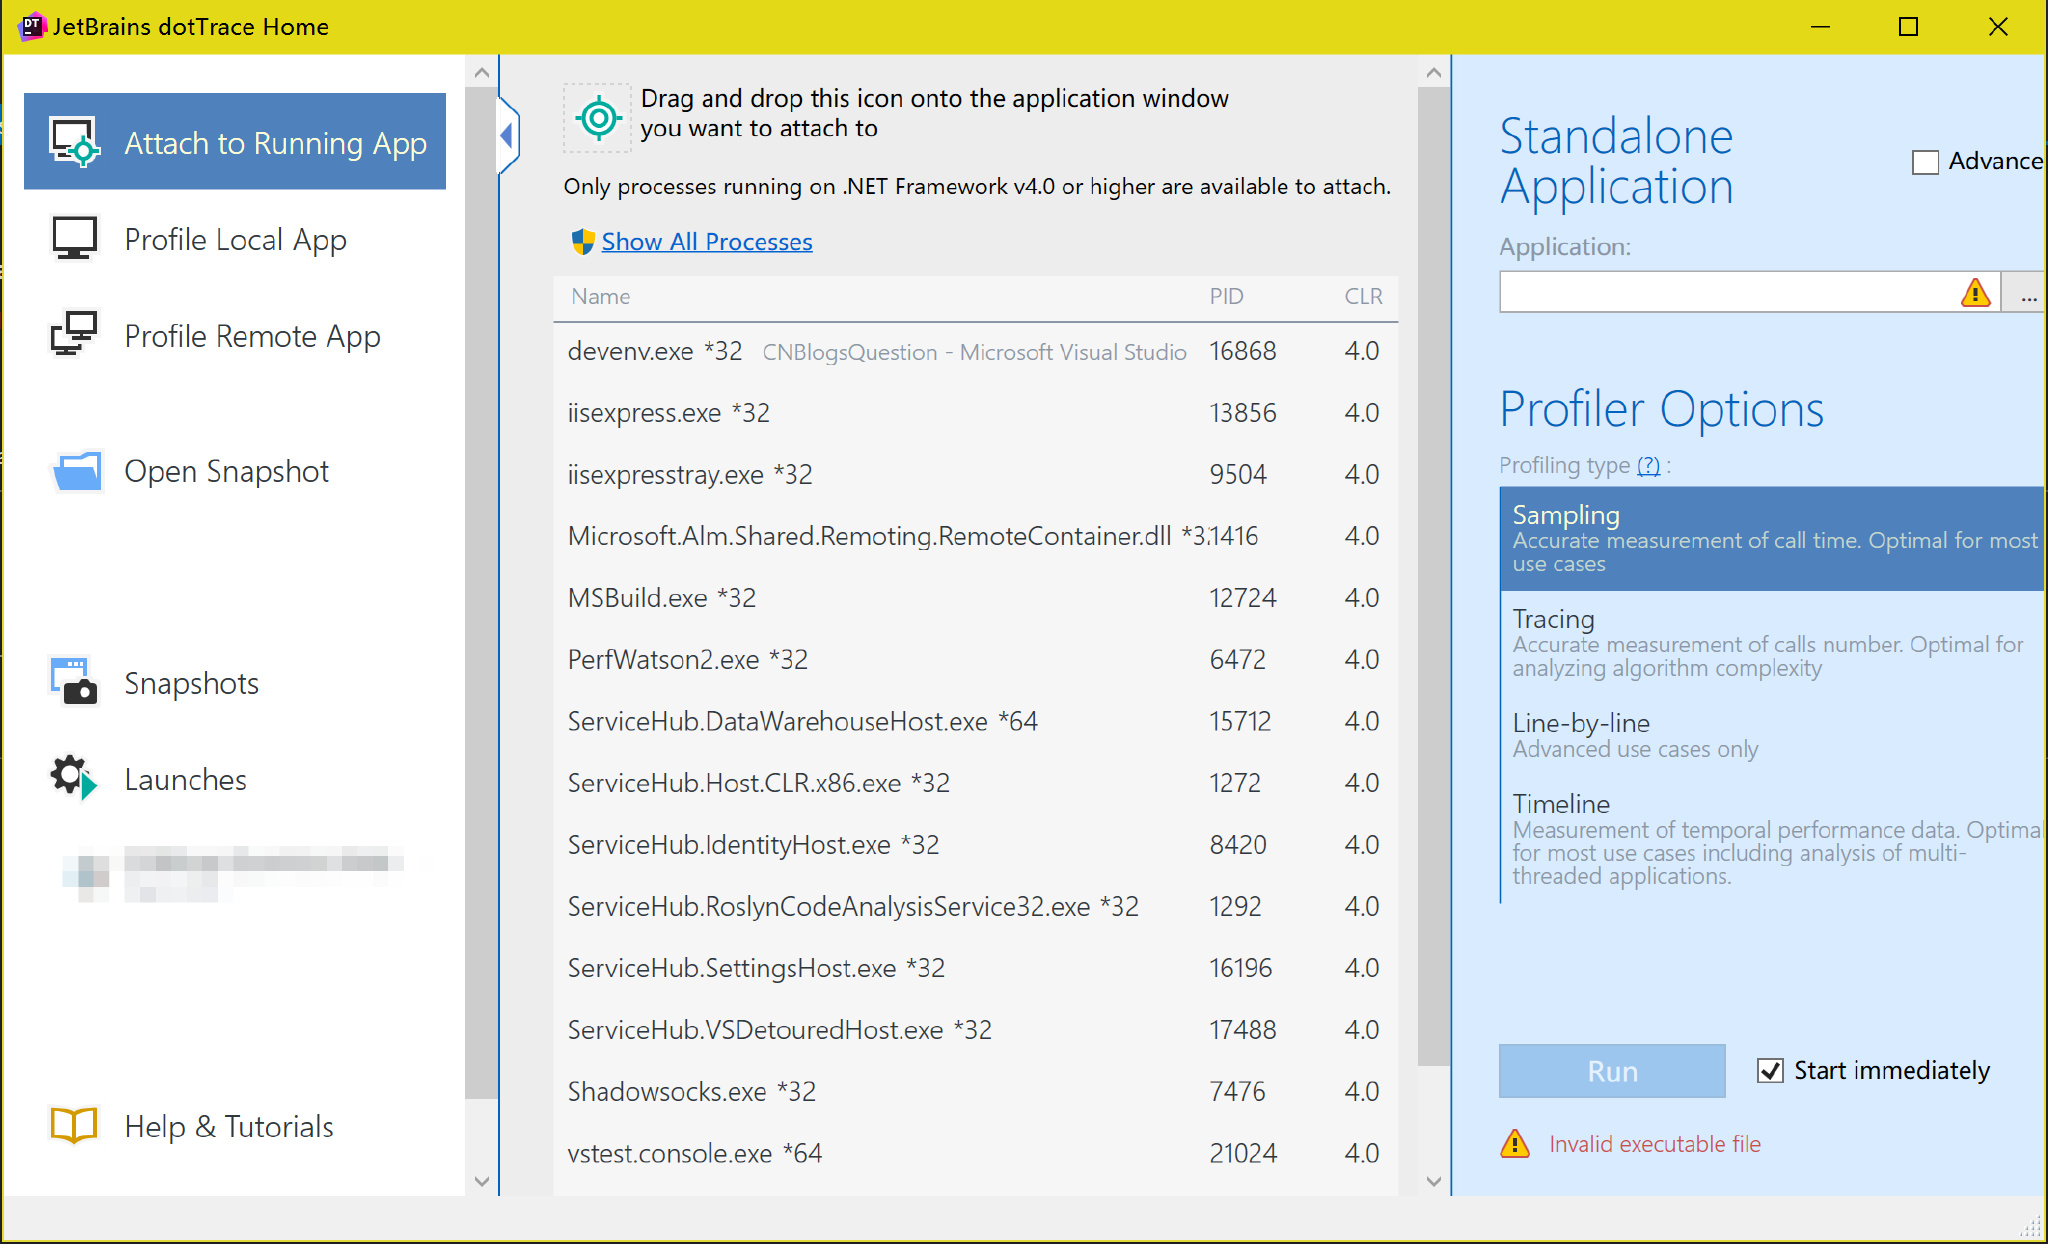 JetBrains dotTrace Home
Attach to Running App
Profile Local App
Profile Remote App
Open Snapshot
Snapshots
Launches
Help & Tutorials
Drag and drop this icon onto the application window
you want to attach to
Only processes running on .NET Framework v4.0 or higher are available to attach.
Show All Processes
Name PID CLR
devenv.exe *32 CNBlogsQuestion - Microsoft Visual Studio 16868 4.0
iisexpress.exe *32 13856 4.0
iisexpresstray.exe *32 9504 4.0
Microsoft.Alm.Shared.Remoting.RemoteContainer.dll *3 1416 4.0
MSBuild.exe *32 12724 4.0
PerfWatson2.exe *32 6472 4.0
ServiceHub.DataWarehouseHost.exe *64 15712 4.0
ServiceHub.Host.CLR.x86.exe *32 1272 4.0
ServiceHub.IdentityHost.exe *32 8420 4.0
ServiceHub.RoslynCodeAnalysisService32.exe *32 1292 4.0
ServiceHub.SettingsHost.exe *32 16196 4.0
ServiceHub.VSDetouredHost.exe *32 17488 4.0
Shadowsocks.exe *32 7476 4.0
vstest.console.exe *64 21024 4.0
Standalone
Application
Advance
Application:
...
Profiler Options
Profiling type (?) :
Sampling
Accurate measurement of call time. Optimal for most
use cases
Tracing
Accurate measurement of calls number. Optimal for
analyzing algorithm complexity
Line-by-line
Advanced use cases only
Timeline
Measurement of temporal performance data. Optimal
for most use cases including analysis of multi-
threaded applications.
Run
Start immediately
Invalid executable file